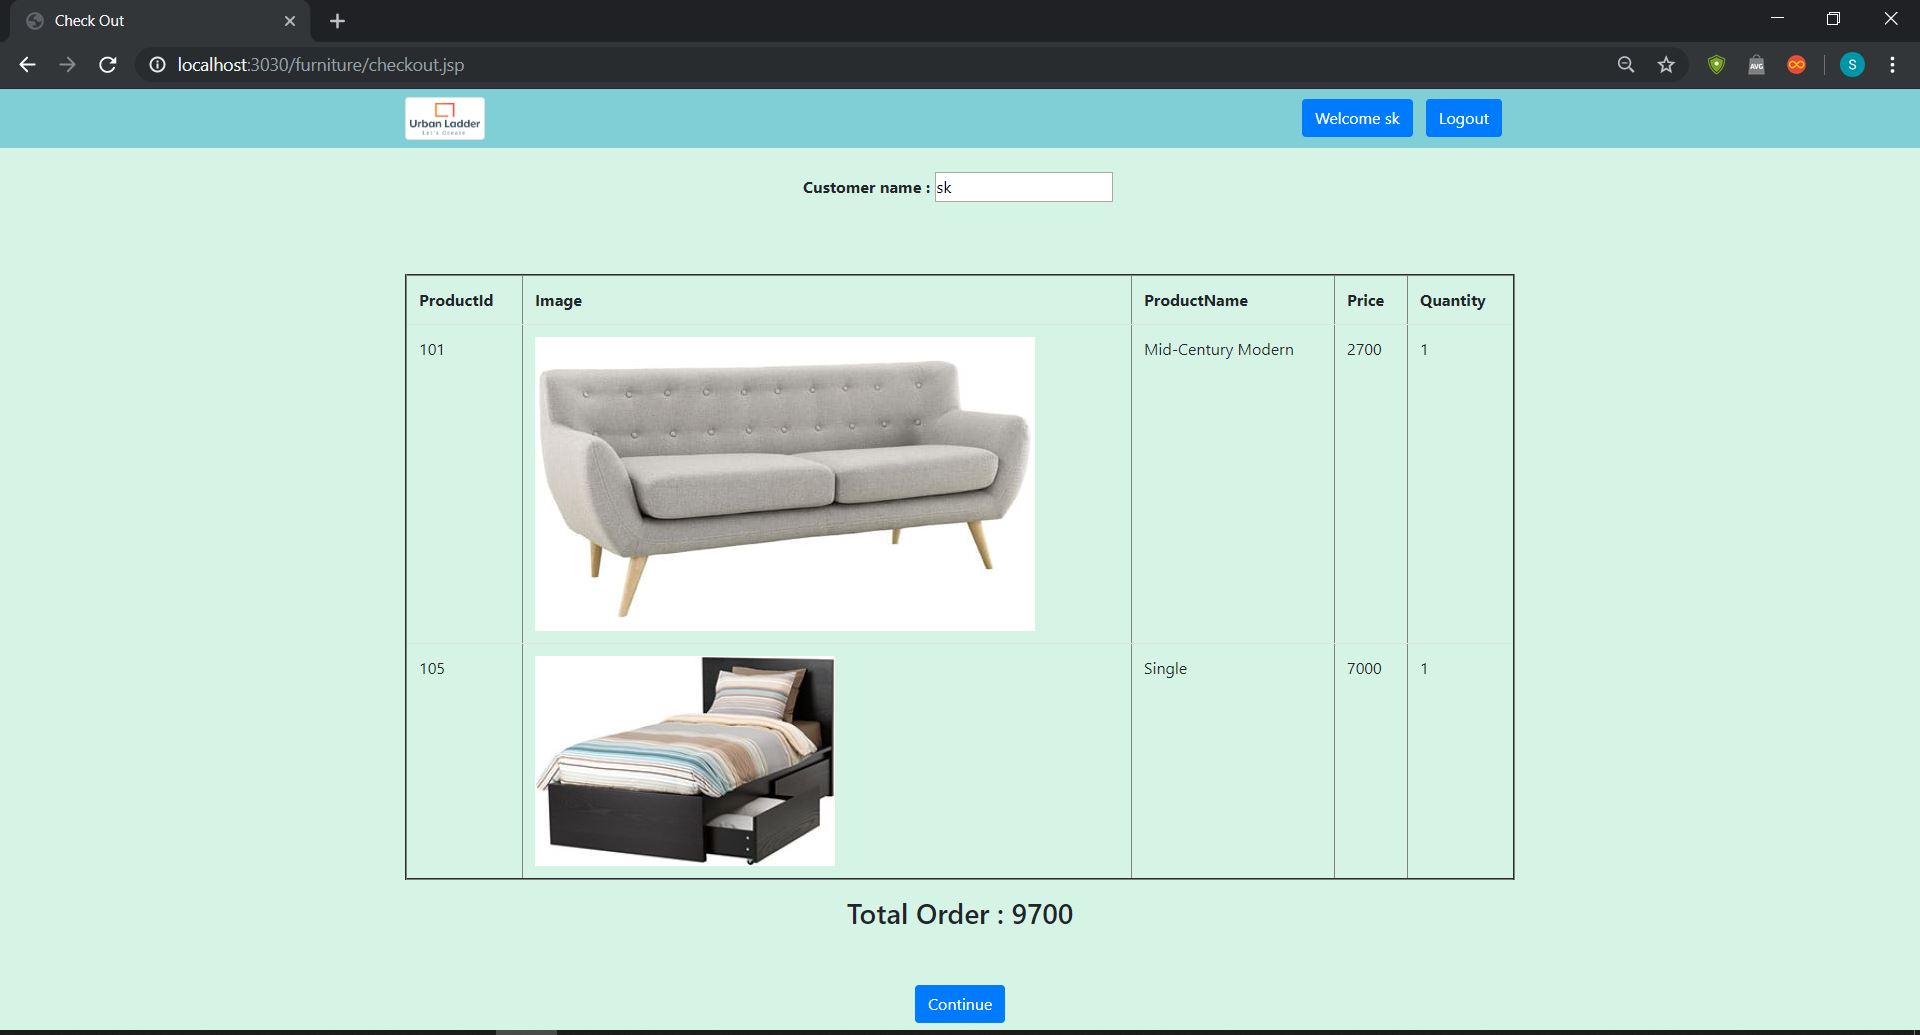 Check Out
localhost:3030/furniture/checkout.jsp
AVG
S
Urban Ladder
Let's Create
Welcome sk
Logout
Customer name : sk
ProductId Image ProductName Price Quantity
101 Mid-Century Modern 2700 1
105 Single 7000 1
Total Order : 9700
Continue